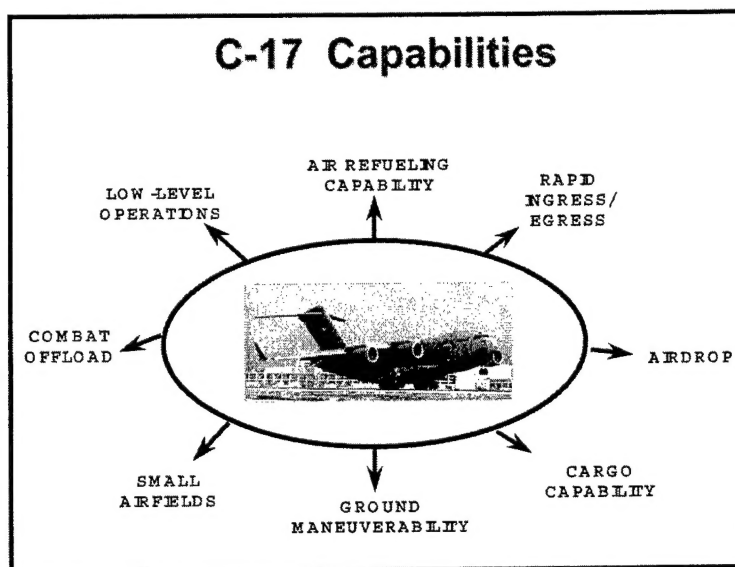 C-17 Capabilities
AIR REFUELING
CAPABILITY
LOW-LEVEL
OPERATIONS
RAPID
INGRESS/
EGRESS
COMBAT
OFFLOAD
AIRDROP
SMALL
AIRFIELDS
GROUND
MANEUVERABILITY
CARGO
CAPABILITY